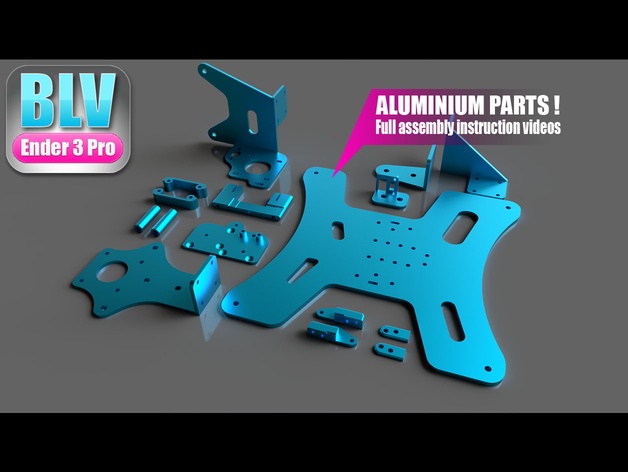 BLV
Ender 3 Pro
ALUMINIUM PARTS !
Full assembly instruction videos